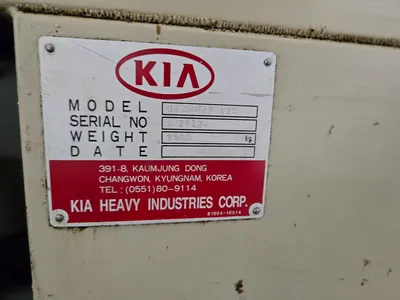 KIA
MODEL
SERIAL NO
WEIGHT kg
DATE
391-8, KAUMJUNG DONG
CHANGWON, KYUNGNAM, KOREA
TEL : (0551) 80-9114
KIA HEAVY INDUSTRIES CORP.